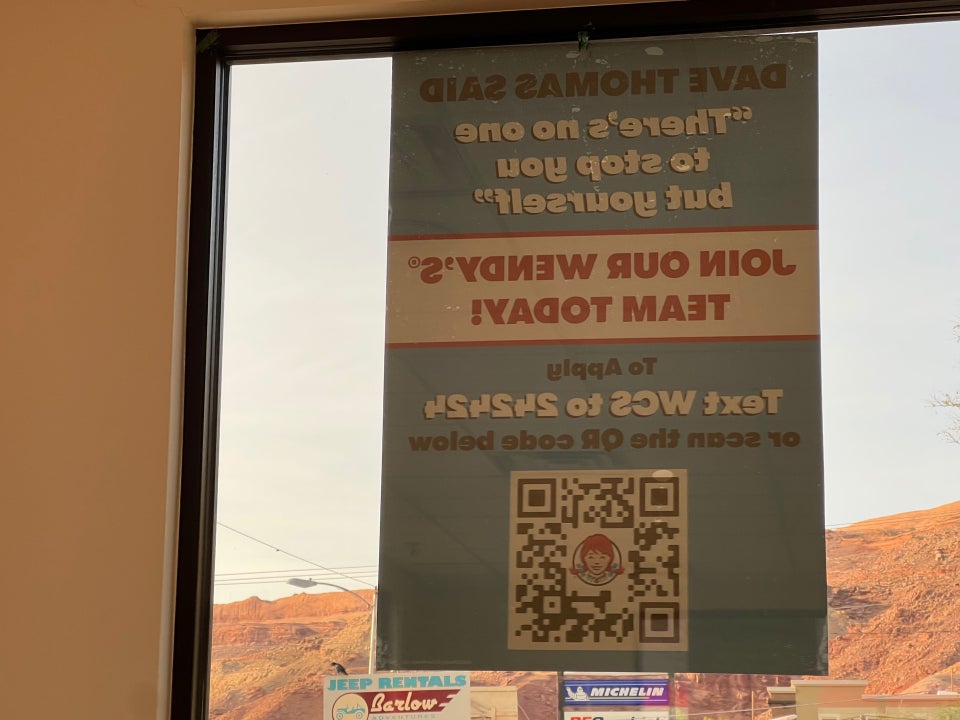 DAVE THOMAS SAID
“There's no one
to stop you
but yourself”
JOIN OUR WENDY'S®
TEAM TODAY!
To Apply
Text WCS to 242424
or scan the QR code below
JEEP RENTALS
Barlow
ADVENTURES
MICHELIN